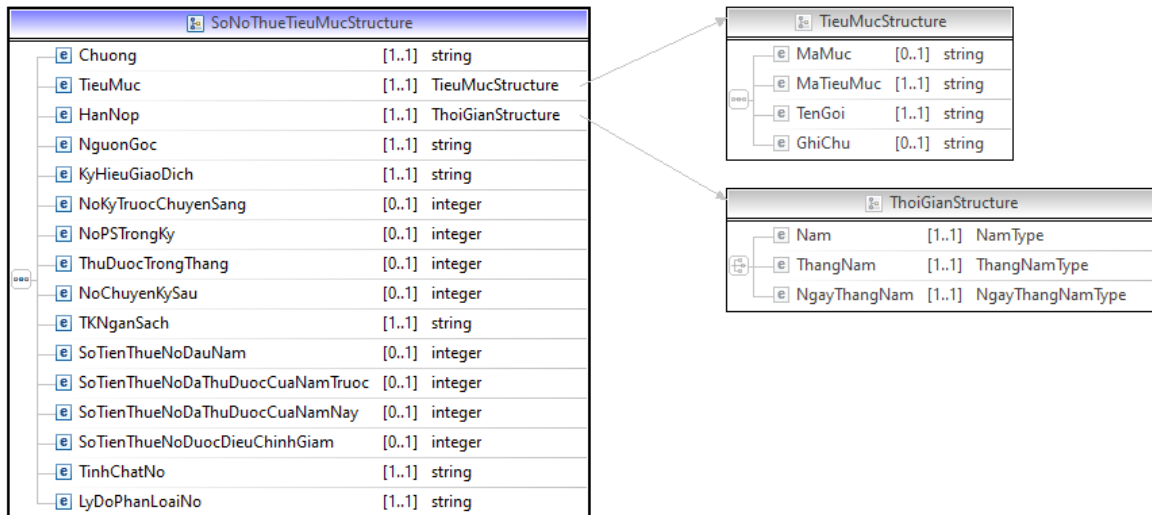 SoNoThueTieuMucStructure
e Chuong [1..1] string
e TieuMuc [1..1] TieuMucStructure
e HanNop [1..1] ThoiGianStructure
e NguonGoc [1..1] string
e KyHieuGiaoDich [1..1] string
e NoKyTruocChuyenSang [0..1] integer
e NoPSTrongKy [0..1] integer
e ThuDuocTrongThang [0..1] integer
e NoChuyenKySau [0..1] integer
e TKNganSach [1..1] string
e SoTienThueNoDauNam [0..1] integer
e SoTienThueNoDaThuDuocCuaNamTruoc [0..1] integer
e SoTienThueNoDaThuDuocCuaNamNay [0..1] integer
e SoTienThueNoDuocDieuChinhGiam [0..1] integer
e TinhChatNo [1..1] string
e LyDoPhanLoaiNo [1..1] string
TieuMucStructure
e MaMuc [0..1] string
e MaTieuMuc [1..1] string
e TenGoi [1..1] string
e GhiChu [0..1] string
ThoiGianStructure
e Nam [1..1] NamType
e ThangNam [1..1] ThangNamType
e NgayThangNam [1..1] NgayThangNamType